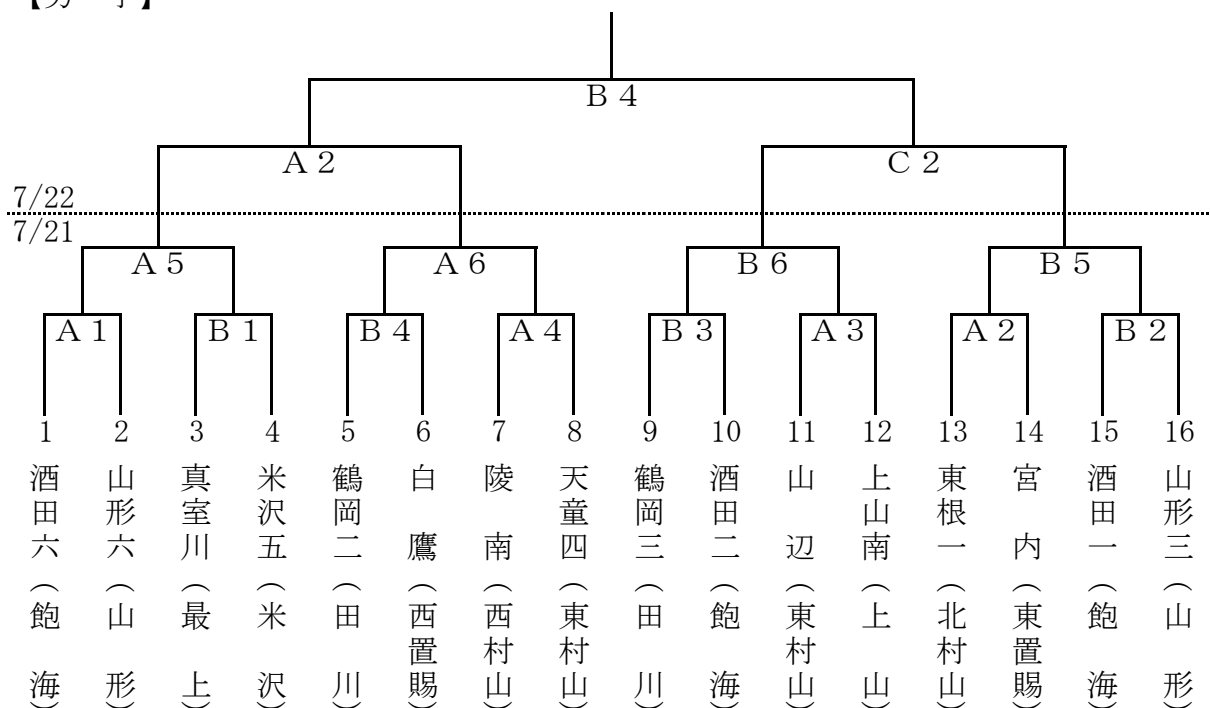 【男 子】
B 4
A 2
C 2
7/22
7/21
A 5
A 6
B 6
B 5
A 1
B 1
B 4
A 4
B 3
A 3
A 2
B 2
1
2
3
4
5
6
7
8
9
10
11
12
13
14
15
16
酒田六(飽 海)
山形六(山 形)
真室川(最 上)
米沢五(米 沢)
鶴岡二(田 川)
白 鷹(西置賜)
陵 南(西村山)
天童四(東村山)
鶴岡三(田 川)
酒田二(飽 海)
山 辺(東村山)
上山南(上 山)
東根一(北村山)
宮 内(東置賜)
酒田一(飽 海)
山形三(山 形)